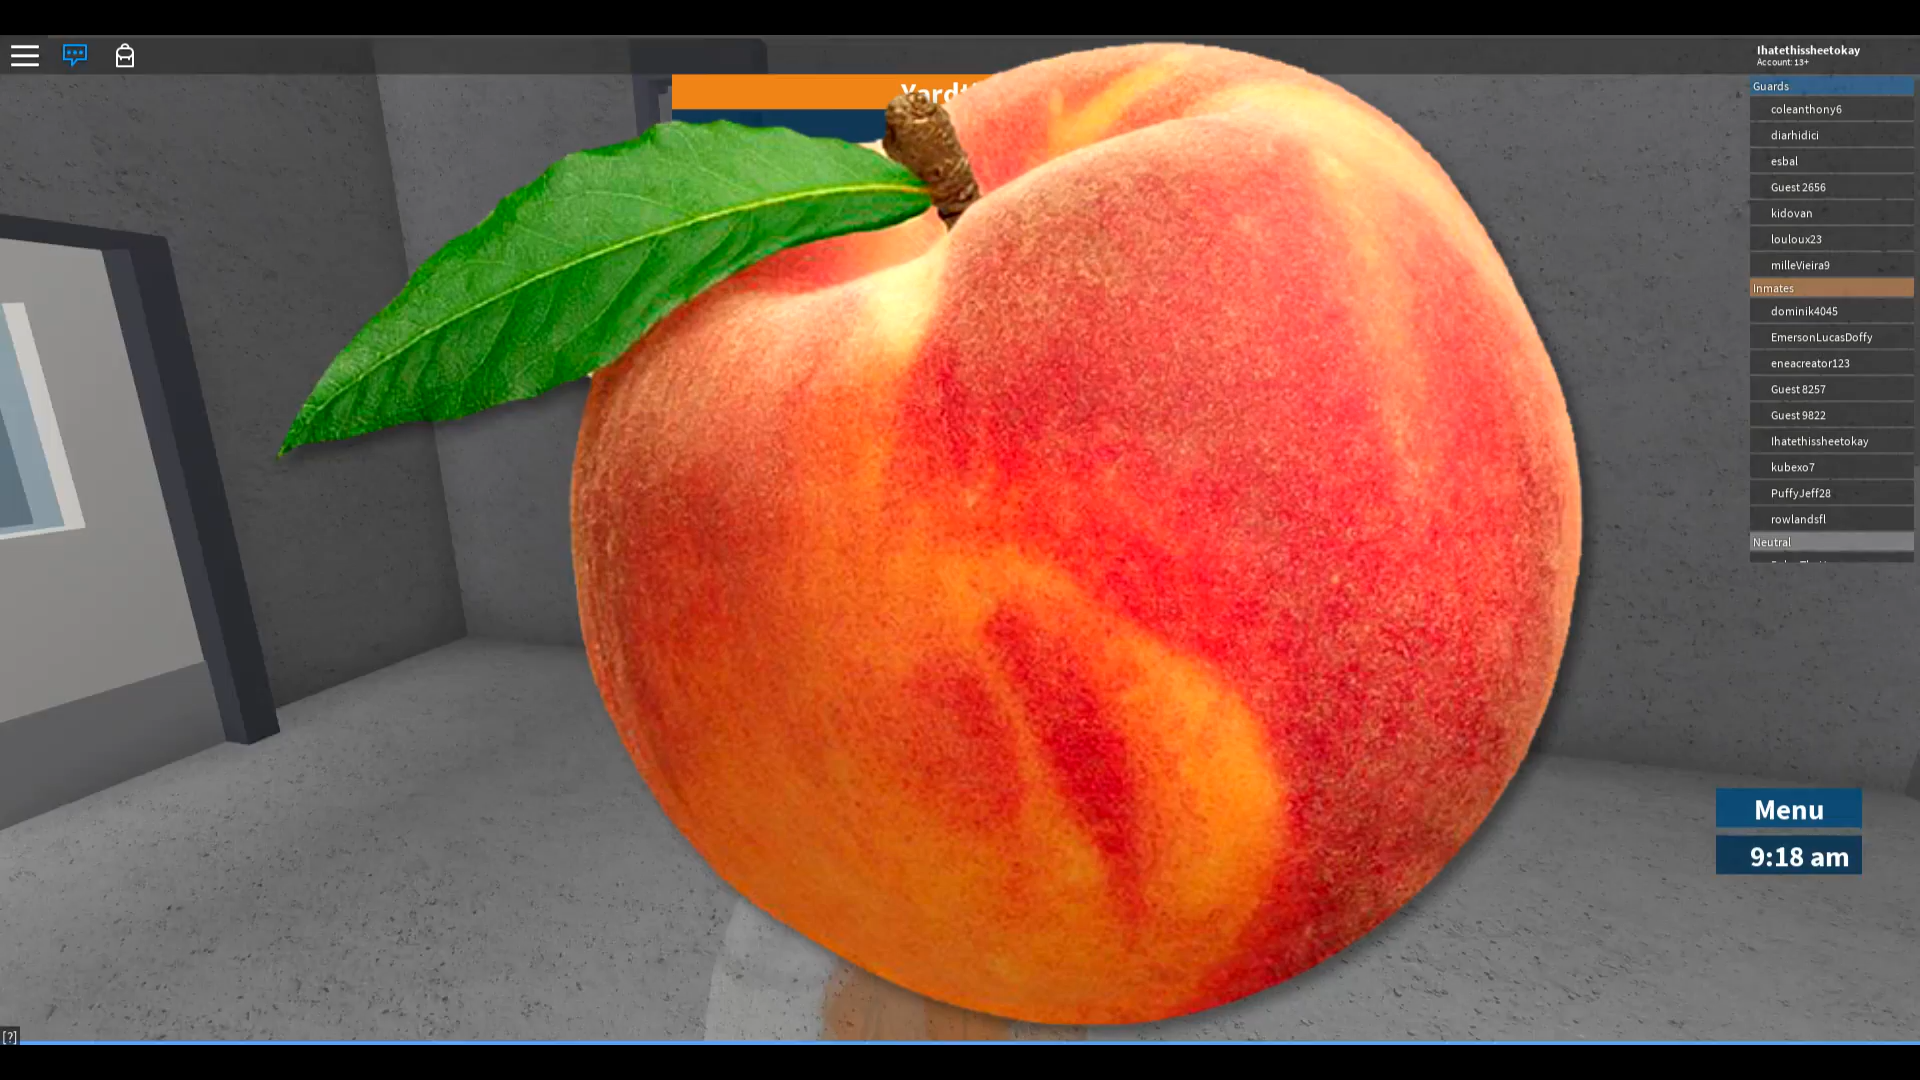 Ihatethissheetokay
Account: 13+
Guards
coleanthony6
diarhidici
esbal
Guest 2656
kidovan
louloux23
milleVieira9
Inmates
dominik4045
EmersonLucasDoffy
eneacreator123
Guest 8257
Guest 9822
Ihatethissheetokay
kubexo7
PuffyJeff28
rowlandsfl
Neutral
Menu
9:18 am
[?]